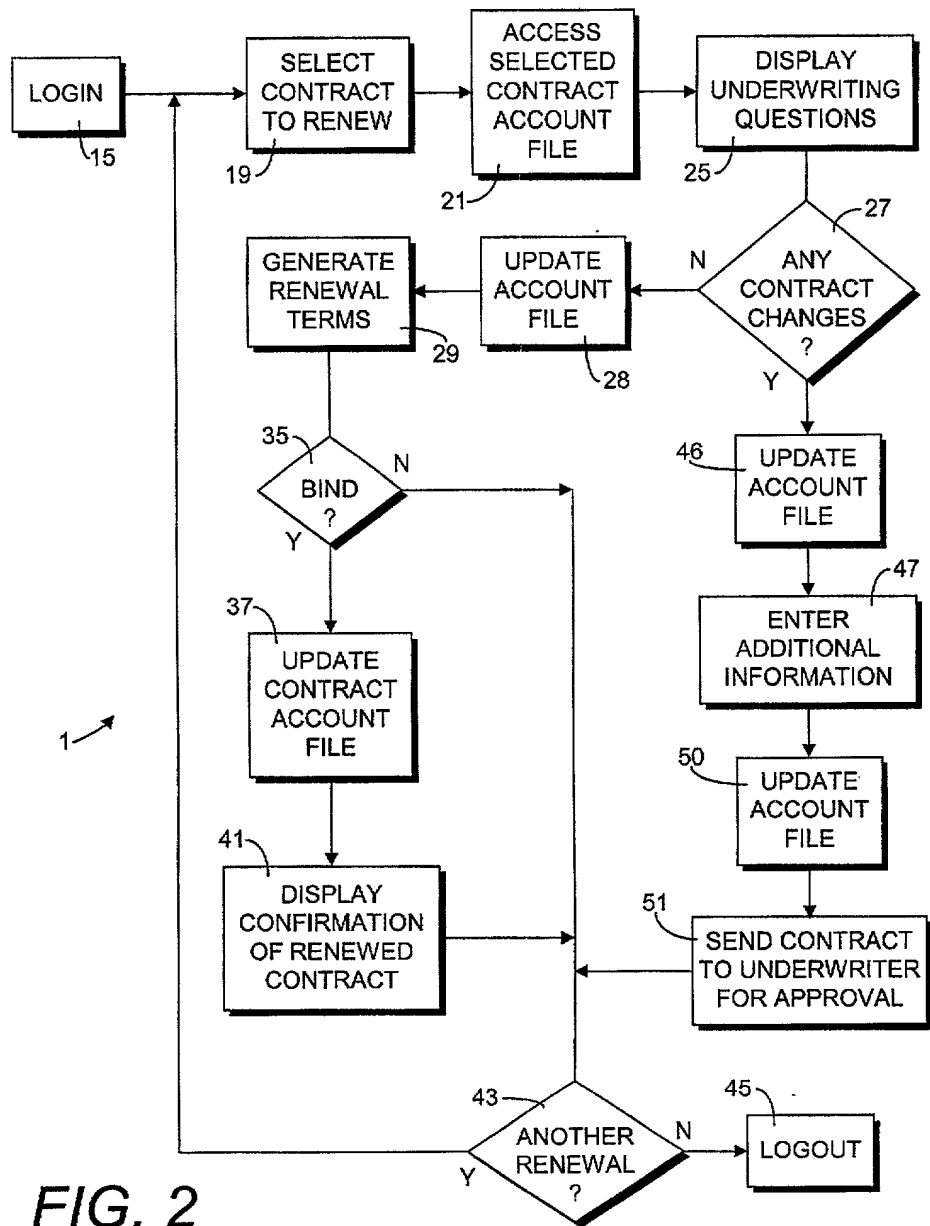 LOGIN
15
SELECT
CONTRACT
TO RENEW
19
ACCESS
SELECTED
CONTRACT
ACCOUNT
FILE
21
DISPLAY
UNDERWRITING
QUESTIONS
25
27
ANY
CONTRACT
CHANGES
?
N
Y
UPDATE
ACCOUNT
FILE
28
GENERATE
RENEWAL
TERMS
29
35
BIND
?
N
Y
46
UPDATE
ACCOUNT
FILE
47
ENTER
ADDITIONAL
INFORMATION
37
UPDATE
CONTRACT
ACCOUNT
FILE
1
50
UPDATE
ACCOUNT
FILE
41
DISPLAY
CONFIRMATION
OF RENEWED
CONTRACT
51
SEND CONTRACT
TO UNDERWRITER
FOR APPROVAL
43
ANOTHER
RENEWAL
?
Y
N
45
LOGOUT
FIG. 2